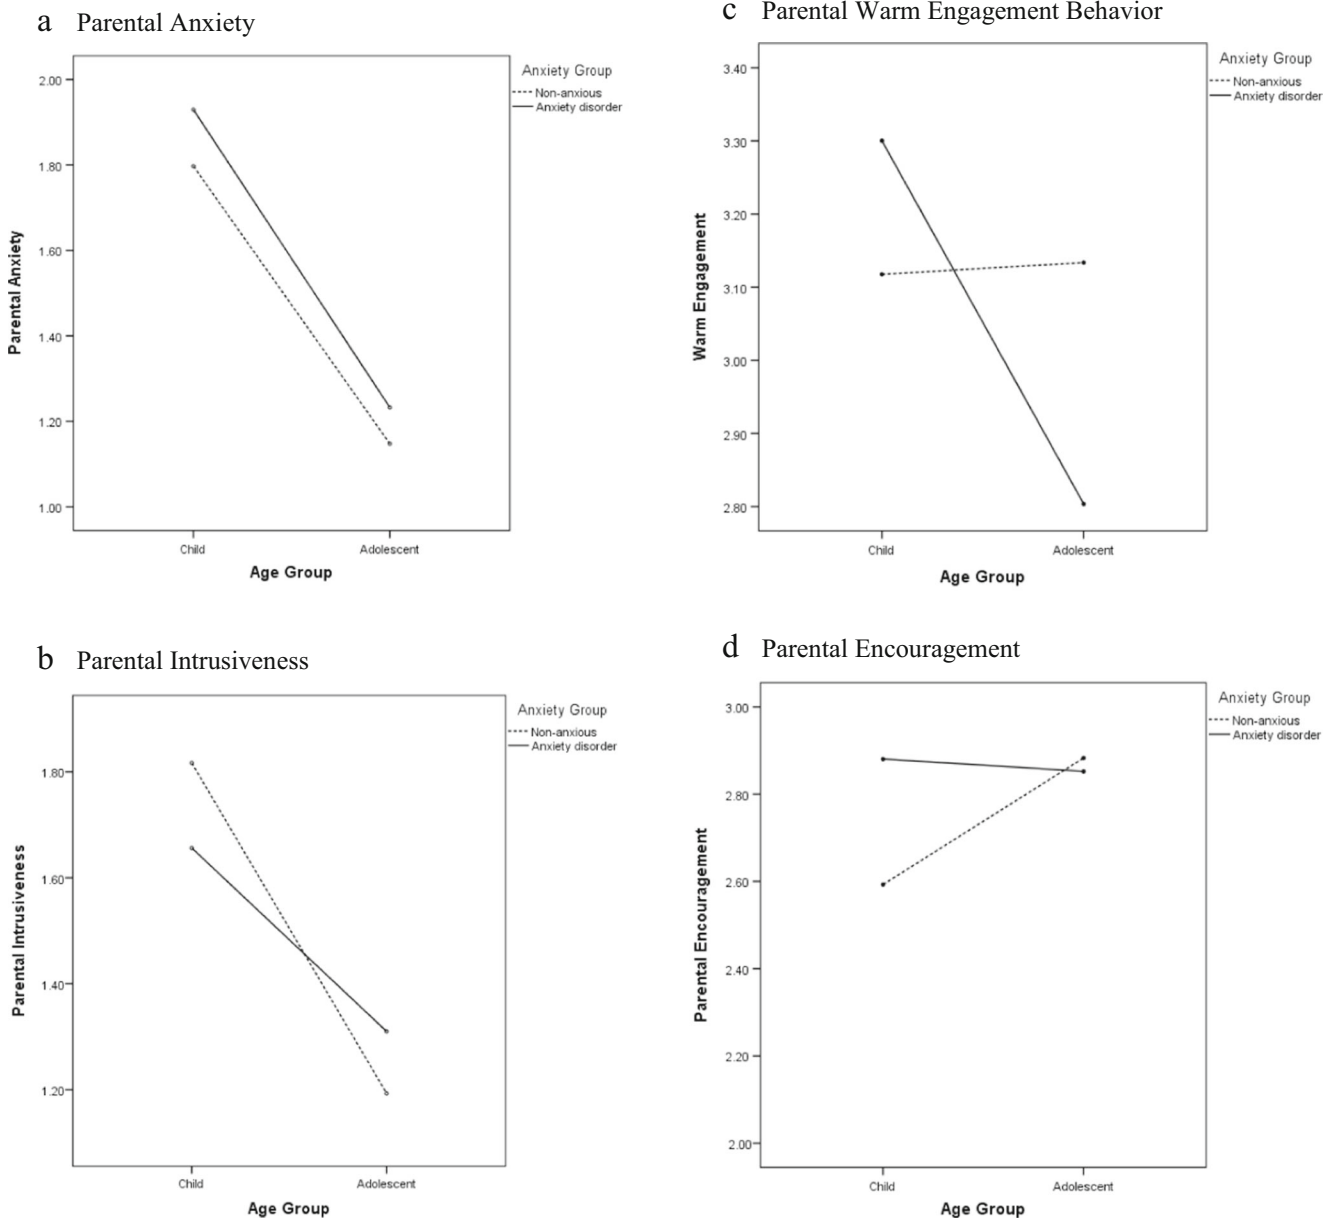 a Parental Anxiety
2.00
1.80
1.60
1.40
1.20
1.00
Parental Anxiety
Child
Adolescent
Age Group
Anxiety Group
Non-anxious
Anxiety disorder
c Parental Warm Engagement Behavior
3.40
3.30
3.20
3.10
3.00
2.90
2.80
Warm Engagement
Child
Adolescent
Age Group
Anxiety Group
Non-anxious
Anxiety disorder
b Parental Intrusiveness
1.80
1.60
1.40
1.20
Parental Intrusiveness
Child
Adolescent
Age Group
Anxiety Group
Non-anxious
Anxiety disorder
d Parental Encouragement
3.00
2.80
2.60
2.40
2.20
2.00
Parental Encouragement
Child
Adolescent
Age Group
Anxiety Group
Non-anxious
Anxiety disorder